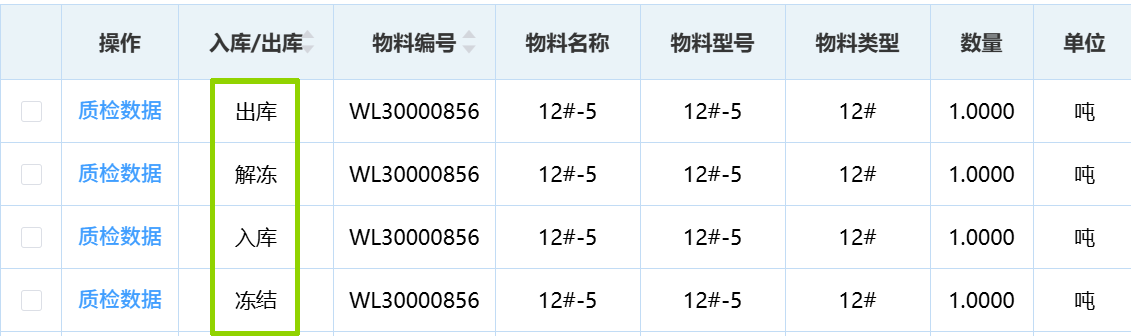 操作 入库/出库 物料编号 物料名称 物料型号 物料类型 数量 单位
质检数据 出库 WL30000856 12#-5 12#-5 12# 1.0000 吨
质检数据 解冻 WL30000856 12#-5 12#-5 12# 1.0000 吨
质检数据 入库 WL30000856 12#-5 12#-5 12# 1.0000 吨
质检数据 冻结 WL30000856 12#-5 12#-5 12# 1.0000 吨